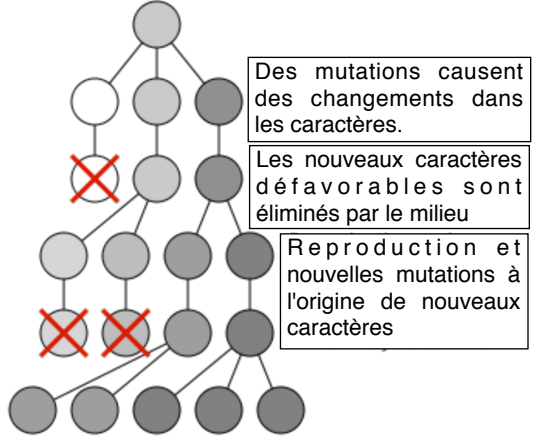 Des mutations causent
des changements dans
les caractères.
Les nouveaux caractères
défavorables sont
éliminés par le milieu
Reproduction et
nouvelles mutations à
l'origine de nouveaux
caractères